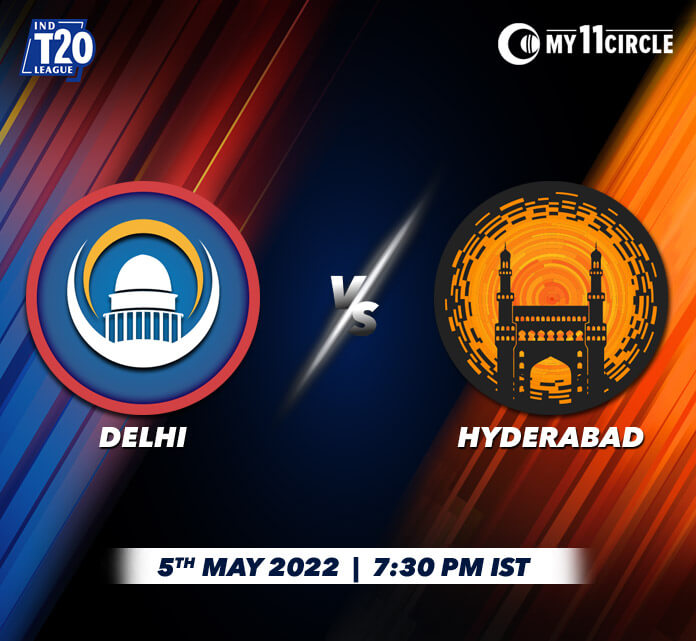 IND
T20
LEAGUE
MY11CIRCLE
VS
DELHI
HYDERABAD
5TH MAY 2022 | 7:30 PM IST